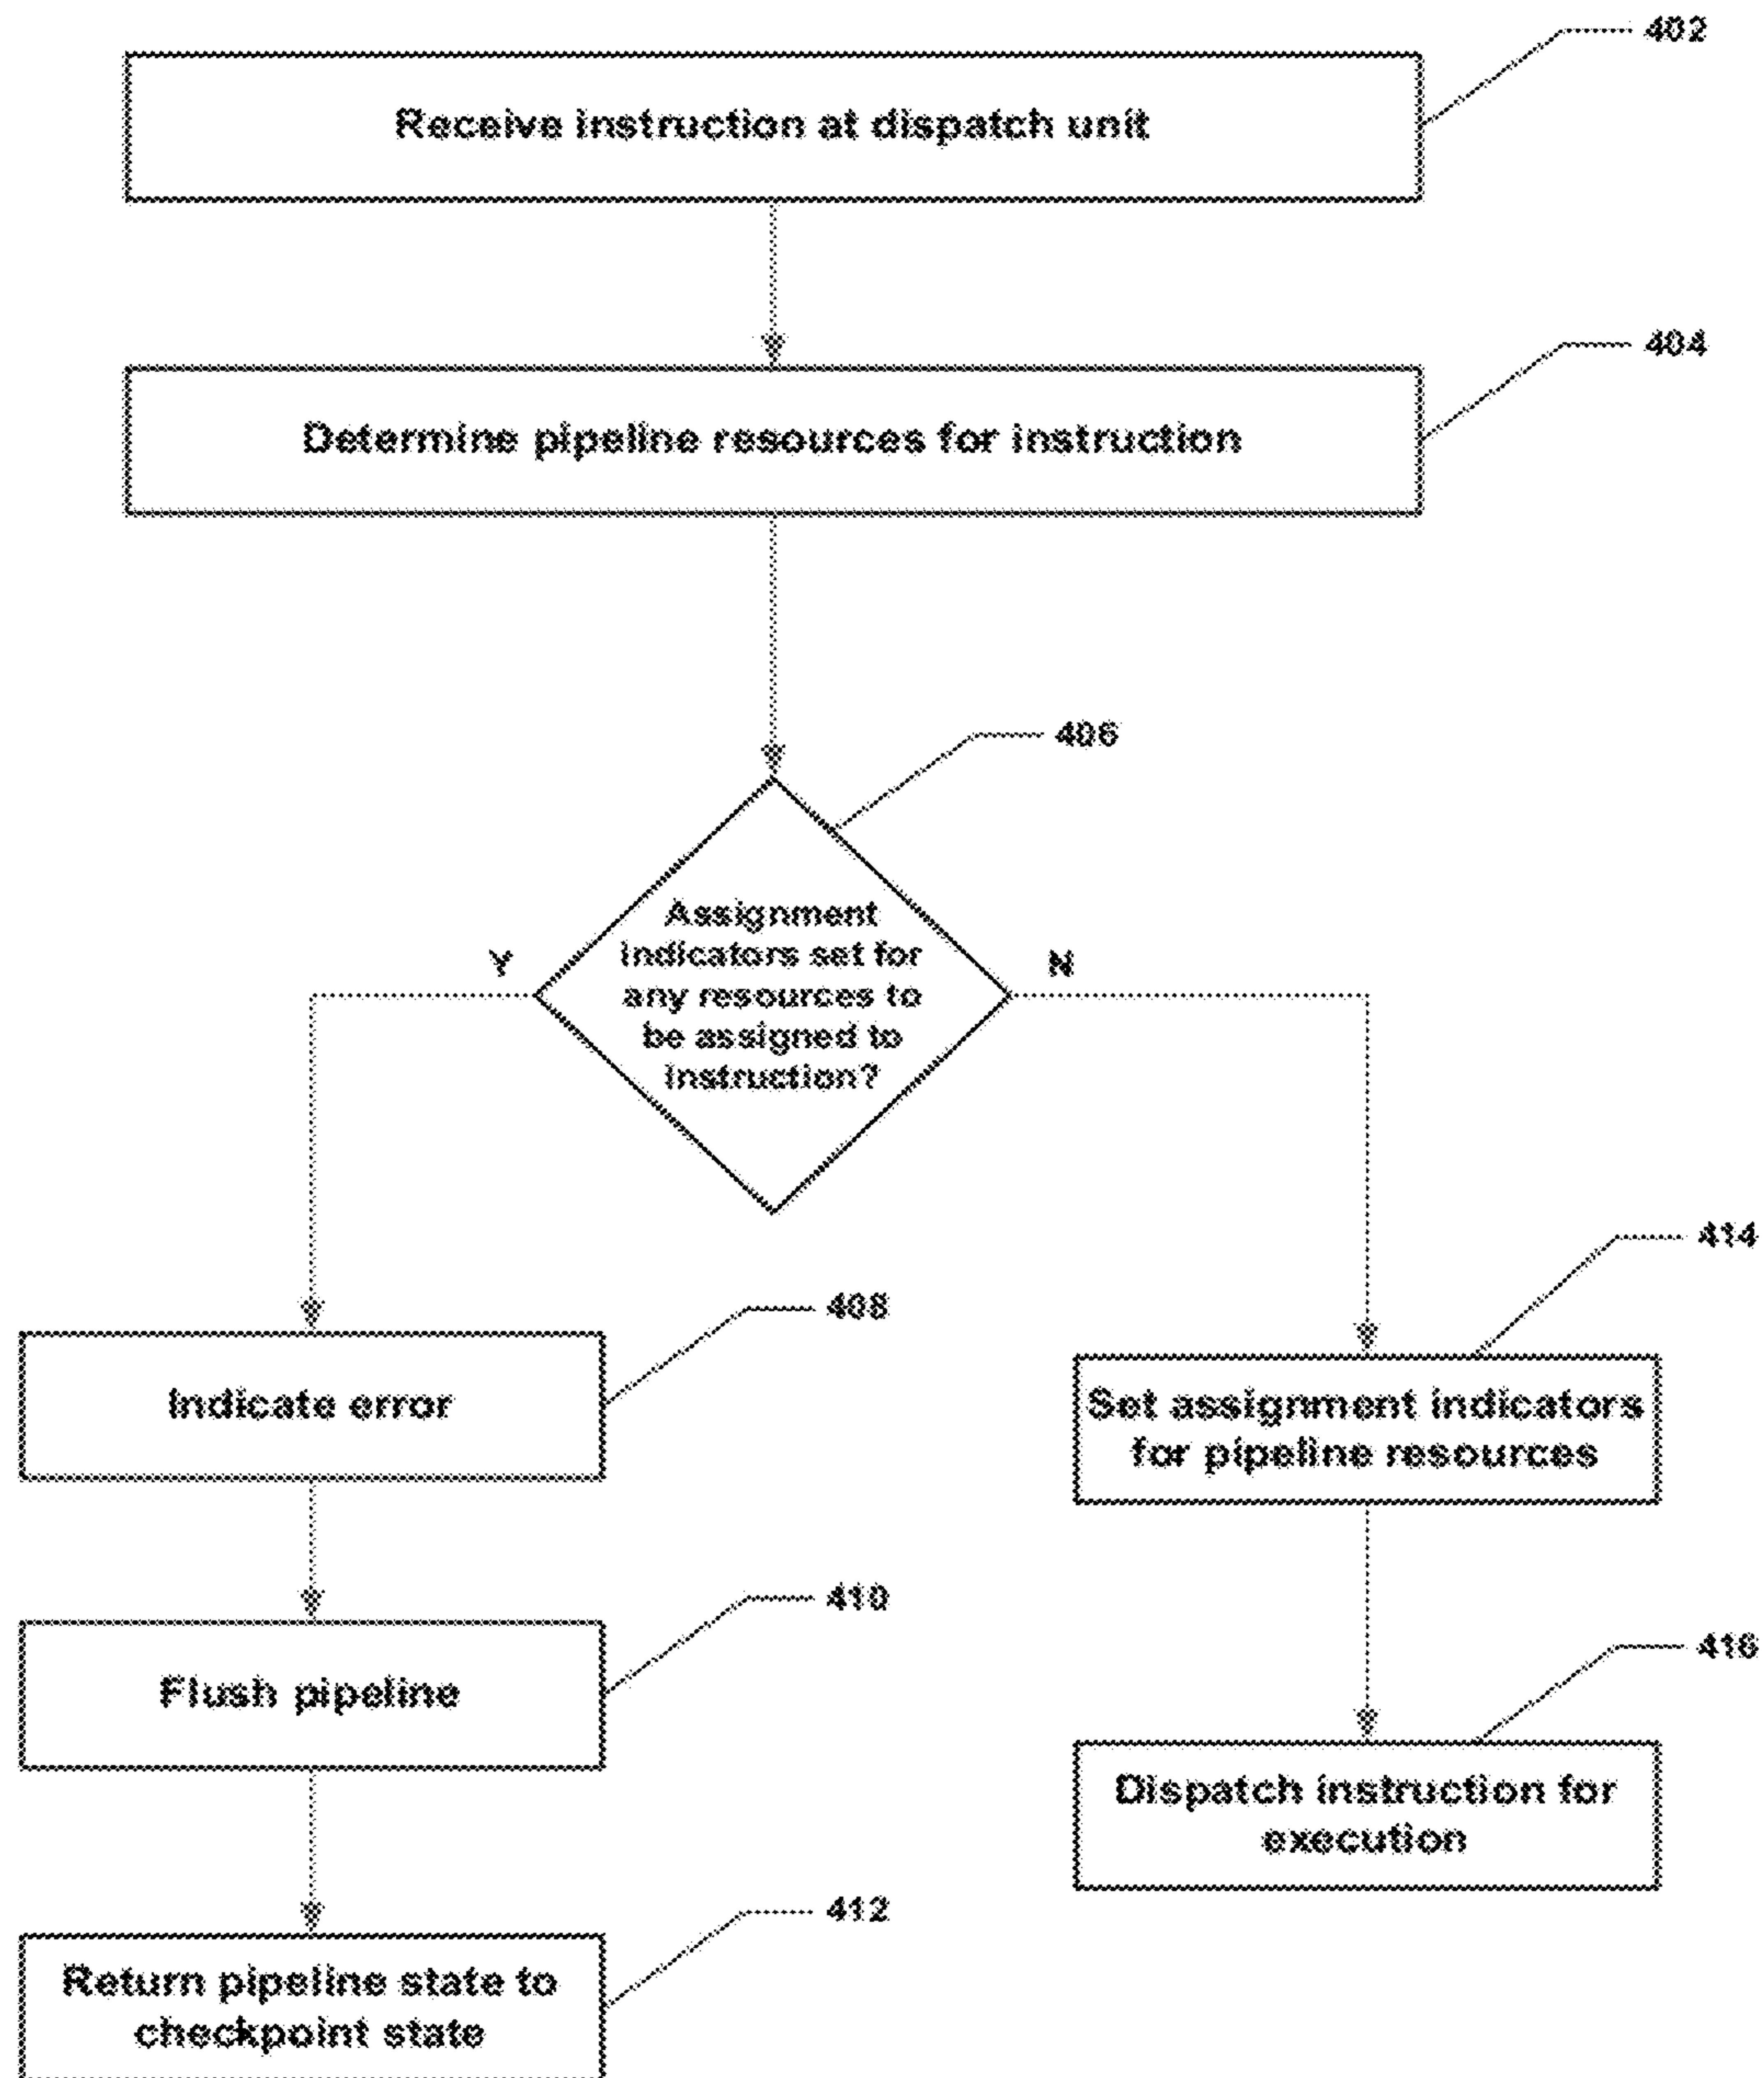 402
Receive instruction at dispatch unit
404
Determine pipeline resources for instruction
406
Assignment
indicators set for
any resources to
be assigned to
instruction?
Y
N
414
408
Indicate error
Set assignment indicators
for pipeline resources
410
Flush pipeline
416
Dispatch instruction for
execution
412
Return pipeline state to
checkpoint state